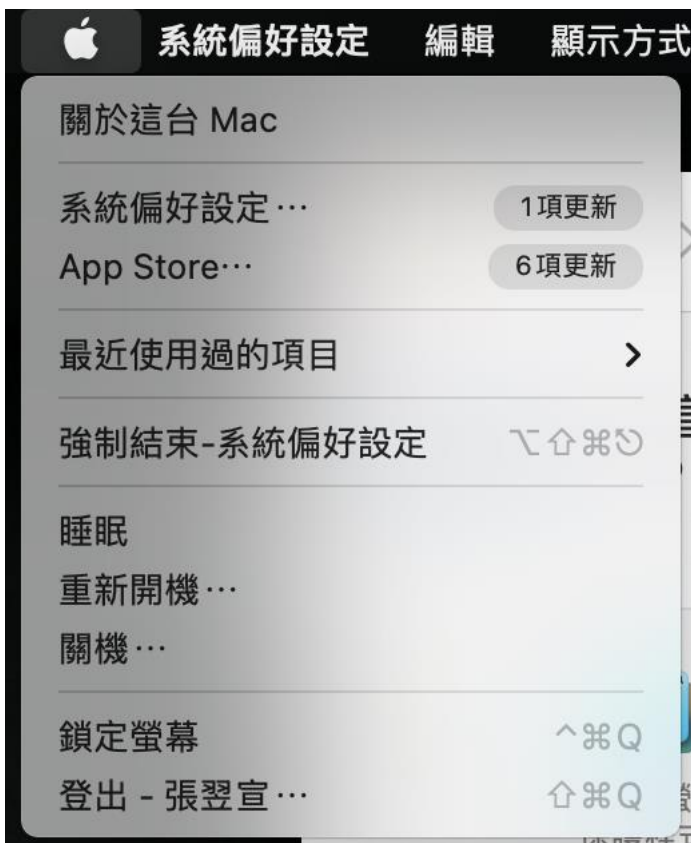 系統偏好設定 編輯 顯示方式
關於這台 Mac
系統偏好設定… 1項更新
App Store… 6項更新
最近使用過的項目
強制結束-系統偏好設定 ⌥⇧⌘⎋
睡眠
重新開機…
關機…
鎖定螢幕 ^⌘Q
登出 - 張翌宣… ⇧⌘Q